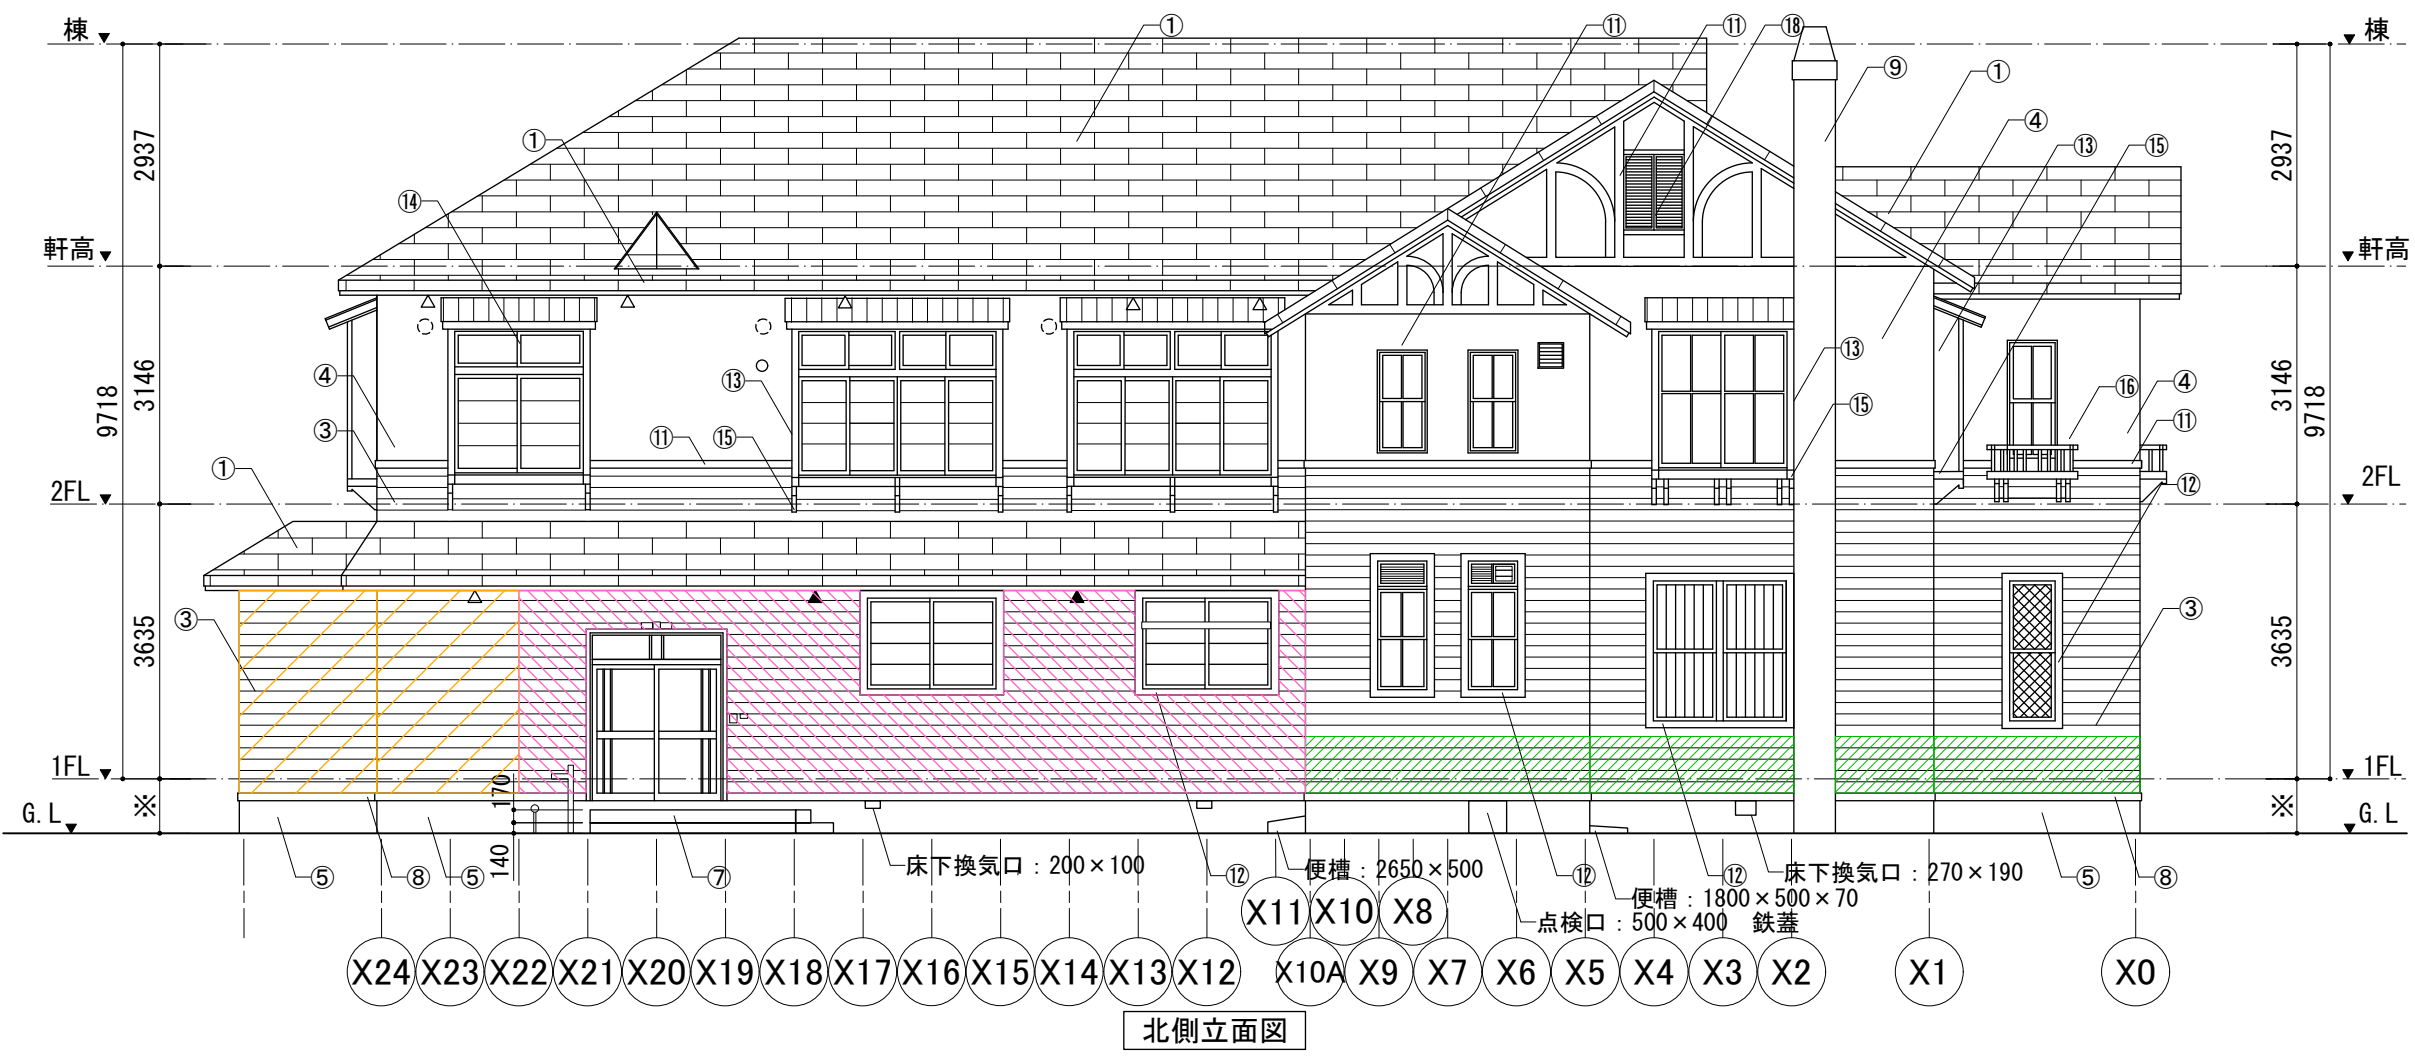 棟 ① ⑪ ⑪ ⑱ 棟
⑨ ①
① ④ ⑬ ⑮
2937 2937
⑭
軒高 軒高
④ ⑬ ⑬ ⑯ ④
9718 3146 3146 9718
③ ⑪ ⑮ ⑮ ⑪
① ⑫
2FL 2FL
③ ③
3635 3635
1FL 1FL
170
※ ※
G.L G.L
140
⑤ ⑧ ⑤ ⑦ ⑫ ⑫ ⑫ ⑤ ⑧
床下換気口：200×100
便槽：2650×500
床下換気口：270×190
便槽：1800×500×70
点検口：500×400 鉄蓋
X11 X10 X8
X24 X23 X22 X21 X20 X19 X18 X17 X16 X15 X14 X13 X12 X10A X9 X7 X6 X5 X4 X3 X2 X1 X0
北側立面図